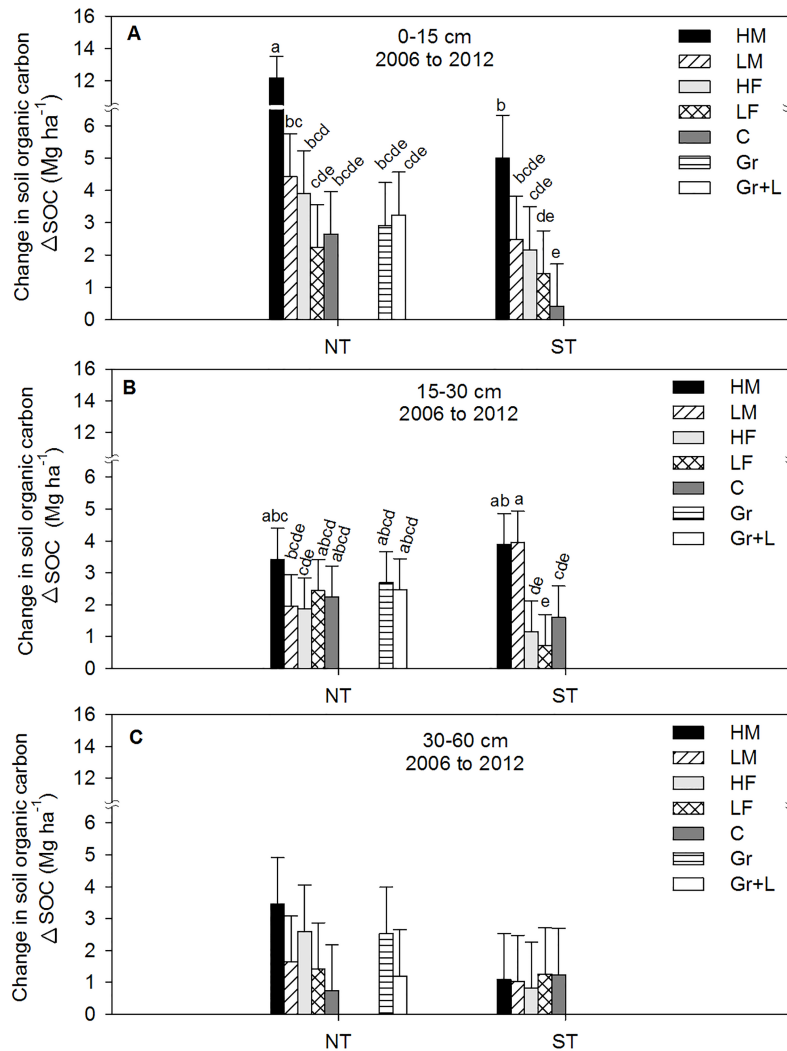 A
0-15 cm
2006 to 2012
Change in soil organic carbon
△SOC (Mg ha-1)
16
14
12
10
6
5
4
3
2
1
0
a
bc
bcd
cde
bcde
bcde
cde
b
bcde
cde
de
e
HM
LM
HF
LF
C
Gr
Gr+L
NT
ST
B
15-30 cm
2006 to 2012
Change in soil organic carbon
△SOC (Mg ha-1)
16
14
12
10
6
5
4
3
2
1
0
abc
bcde
cde
abcd
abcd
abcd
abcd
ab
a
de
e
cde
HM
LM
HF
LF
C
Gr
Gr+L
NT
ST
C
30-60 cm
2006 to 2012
Change in soil organic carbon
△SOC (Mg ha-1)
16
14
12
10
6
5
4
3
2
1
0
HM
LM
HF
LF
C
Gr
Gr+L
NT
ST